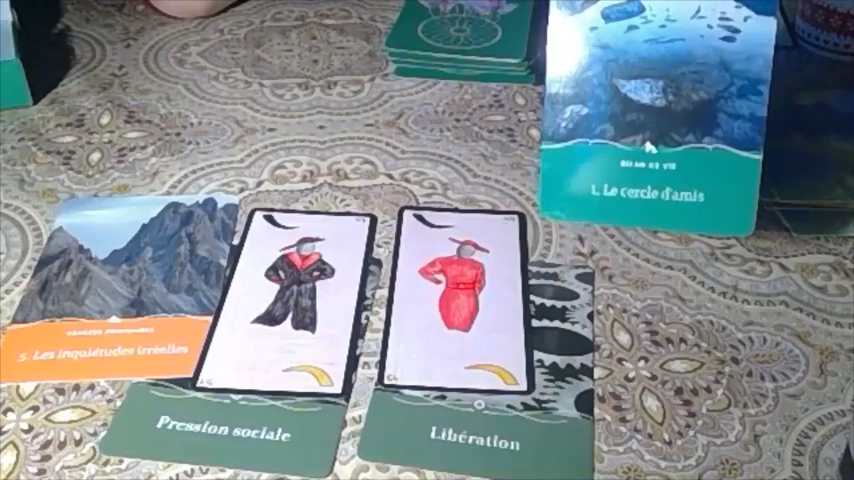 1. Le cercle d'amis
5. Les inquiétudes irréelles
Pression sociale
Libération